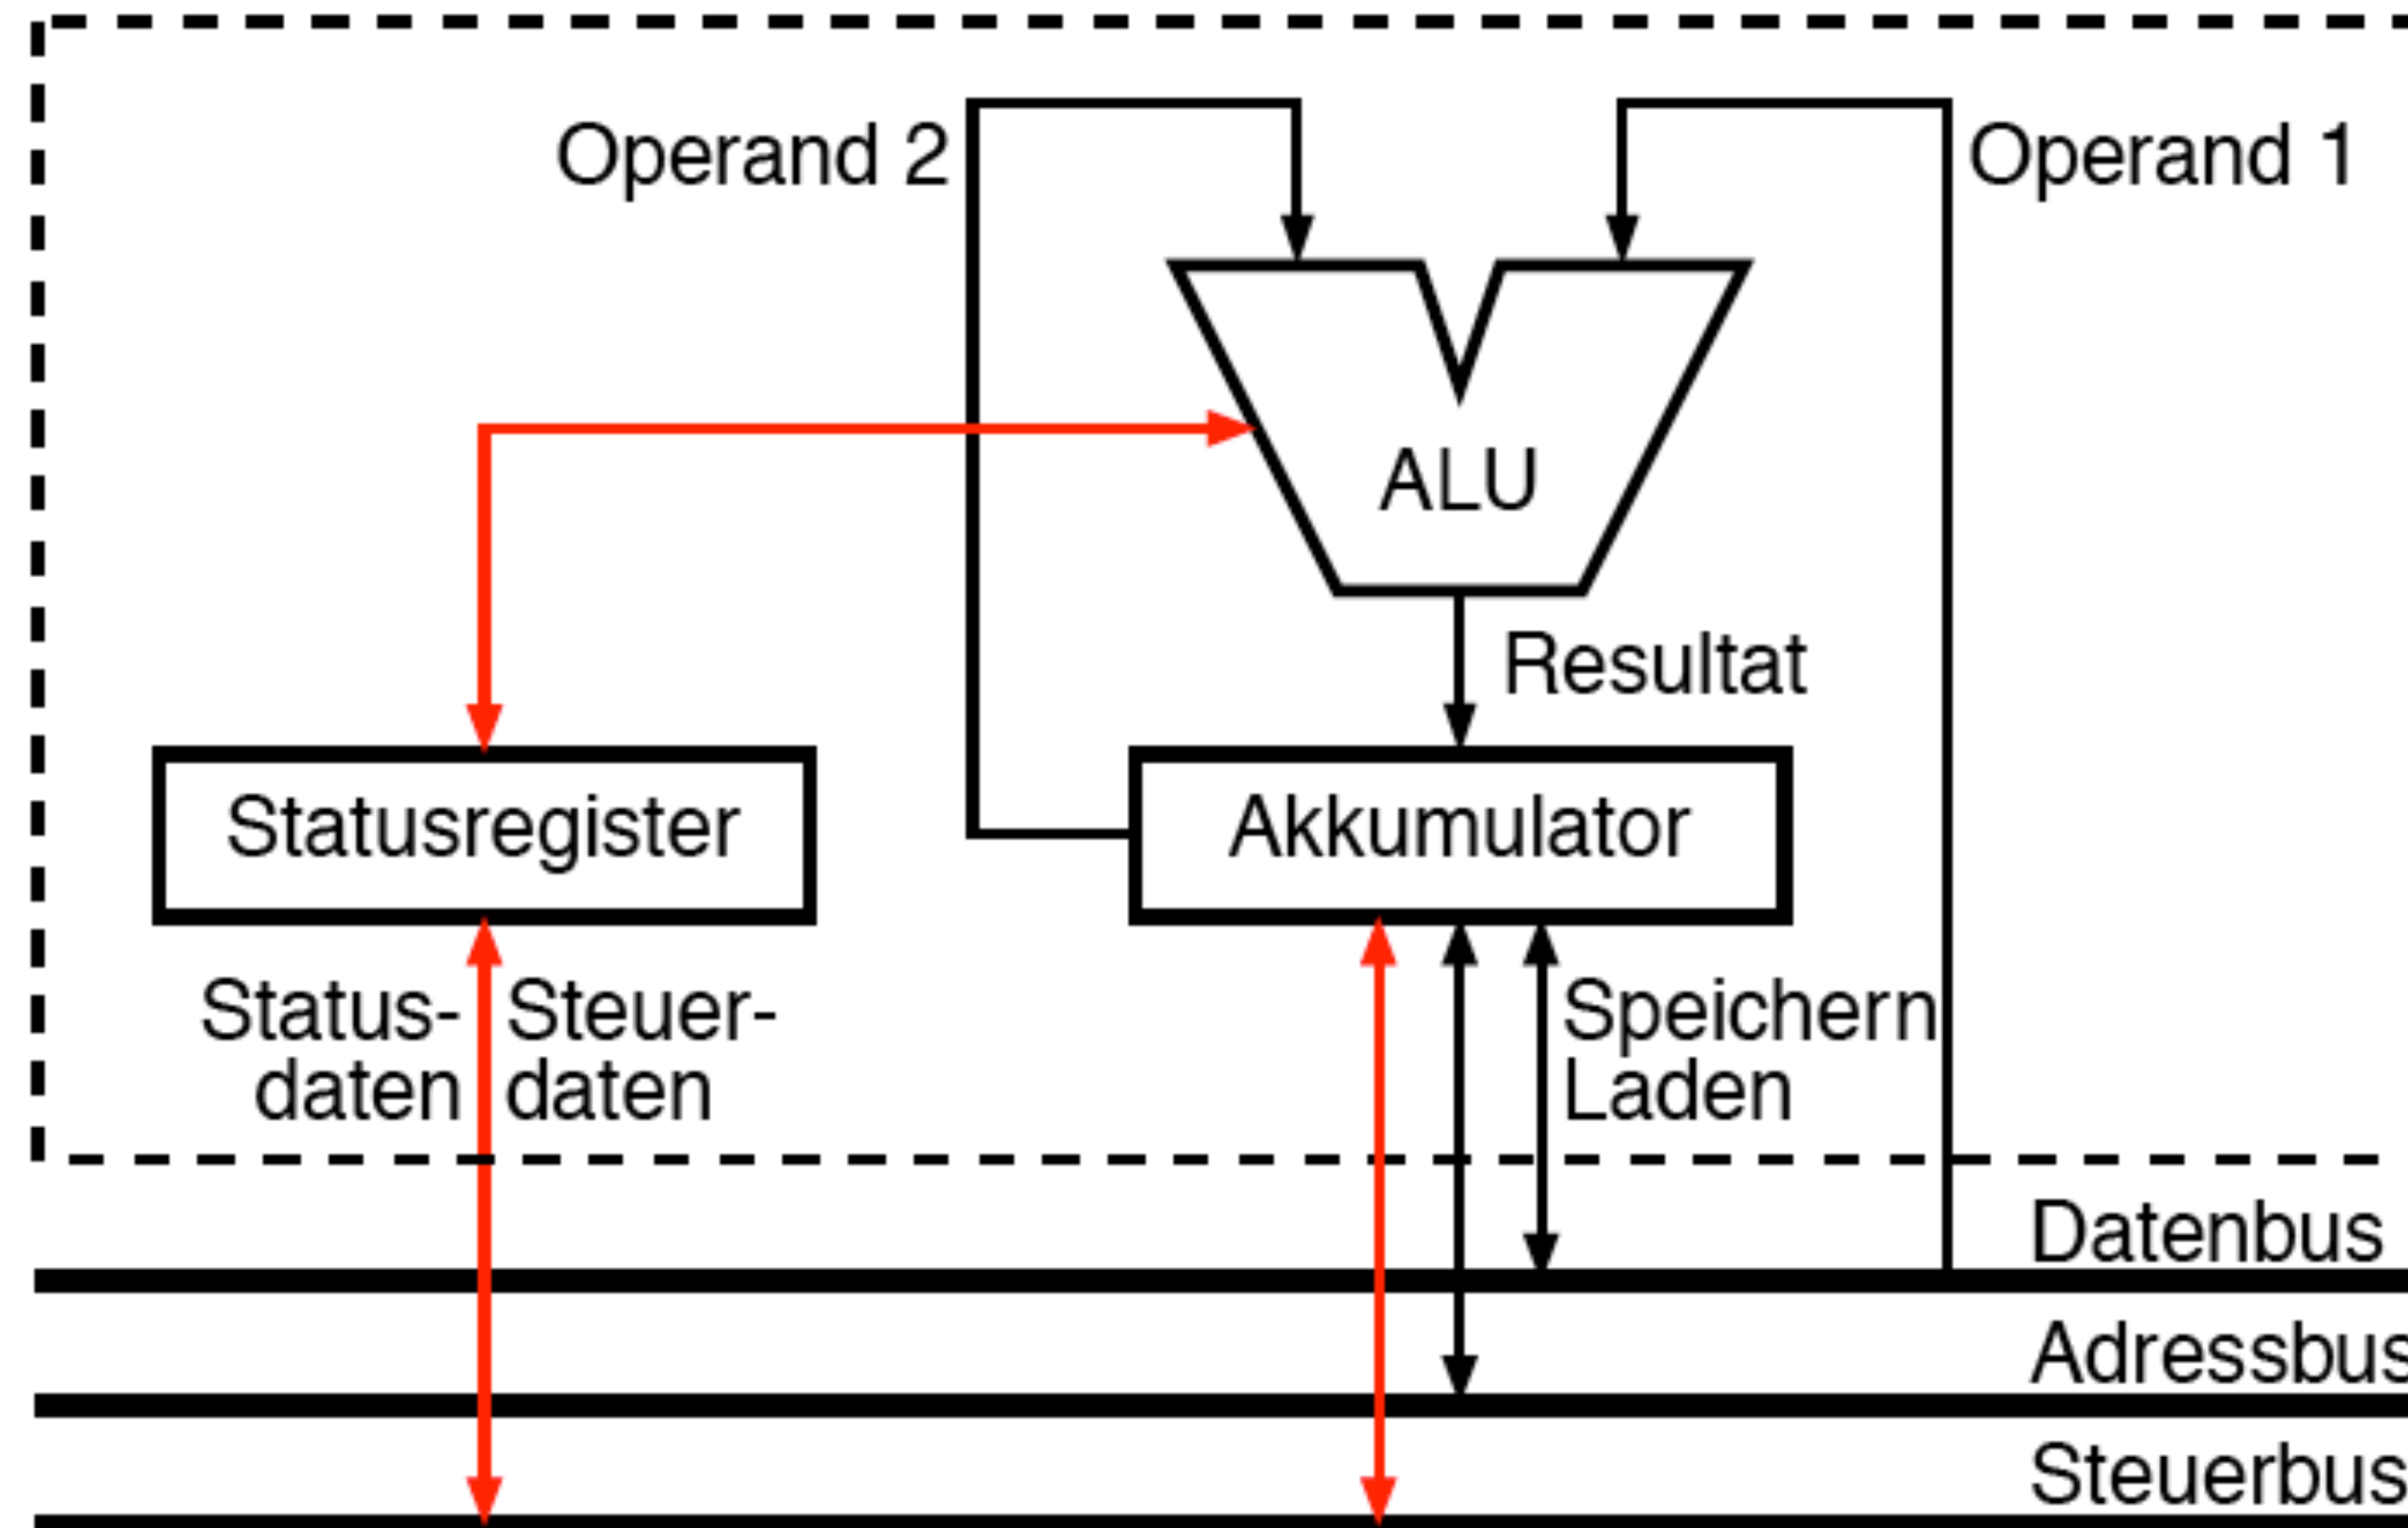 Operand 2
Operand 1
ALU
Resultat
Statusregister
Akkumulator
Status-
daten
Steuer-
daten
Speichern
Laden
Datenbus
Adressbus
Steuerbus